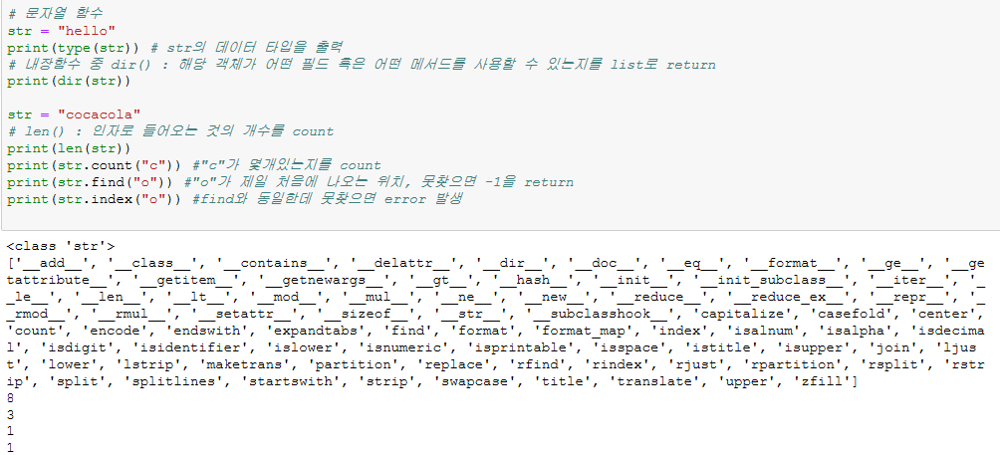 # 문자열 함수
str = "hello"
print(type(str)) # str의 데이터 타입을 출력
# 내장함수 중 dir() : 해당 객체가 어떤 필드 혹은 어떤 메서드를 사용할 수 있는지를 list로 return
print(dir(str))
str = "cocacola"
# len() : 인자로 들어오는 것의 개수를 count
print(len(str))
print(str.count("c")) #"c"가 몇개있는지를 count
print(str.find("o")) #"o"가 제일 처음에 나오는 위치, 못찾으면 -1을 return
print(str.index("o")) #find와 동일한데 못찾으면 error 발생
<class 'str'>
['__add__', '__class__', '__contains__', '__delattr__', '__dir__', '__doc__', '__eq__', '__format__', '__ge__', '__ge
tattribute__', '__getitem__', '__getnewargs__', '__gt__', '__hash__', '__init__', '__init_subclass__', '__iter__', '_
_le__', '__len__', '__lt__', '__mod__', '__mul__', '__ne__', '__new__', '__reduce__', '__reduce_ex__', '__repr__', '_
_rmod__', '__rmul__', '__setattr__', '__sizeof__', '__str__', '__subclasshook__', 'capitalize', 'casefold', 'center',
'count', 'encode', 'endswith', 'expandtabs', 'find', 'format', 'format_map', 'index', 'isalnum', 'isalpha', 'isdecima
l', 'isdigit', 'isidentifier', 'islower', 'isnumeric', 'isprintable', 'isspace', 'istitle', 'isupper', 'join', 'ljus
t', 'lower', 'lstrip', 'maketrans', 'partition', 'replace', 'rfind', 'rindex', 'rjust', 'rpartition', 'rsplit', 'rstr
ip', 'split', 'splitlines', 'startswith', 'strip', 'swapcase', 'title', 'translate', 'upper', 'zfill']
8
3
1
1